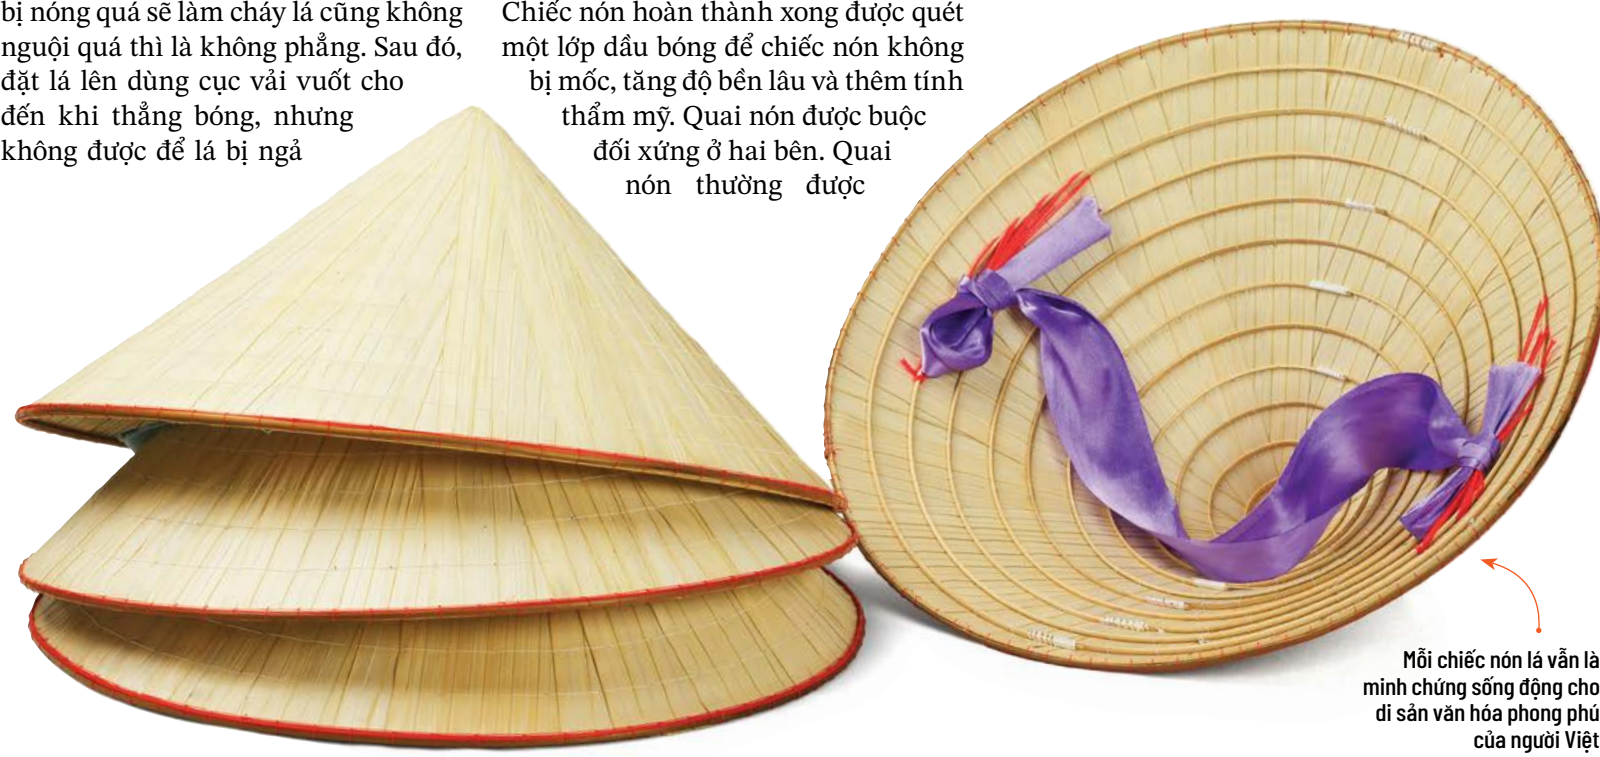 bị nóng quá sẽ làm cháy lá cũng không
nguội quá thì là không phẳng. Sau đó,
đặt lá lên dùng cục vải vuốt cho
đến khi thẳng bóng, nhưng
không được để lá bị ngả
Chiếc nón hoàn thành xong được quét
một lớp dầu bóng để chiếc nón không
bị mốc, tăng độ bền lâu và thêm tính
thẩm mỹ. Quai nón được buộc
đối xứng ở hai bên. Quai
nón thường được
Mỗi chiếc nón lá vẫn là
minh chứng sống động cho
di sản văn hóa phong phú
của người Việt